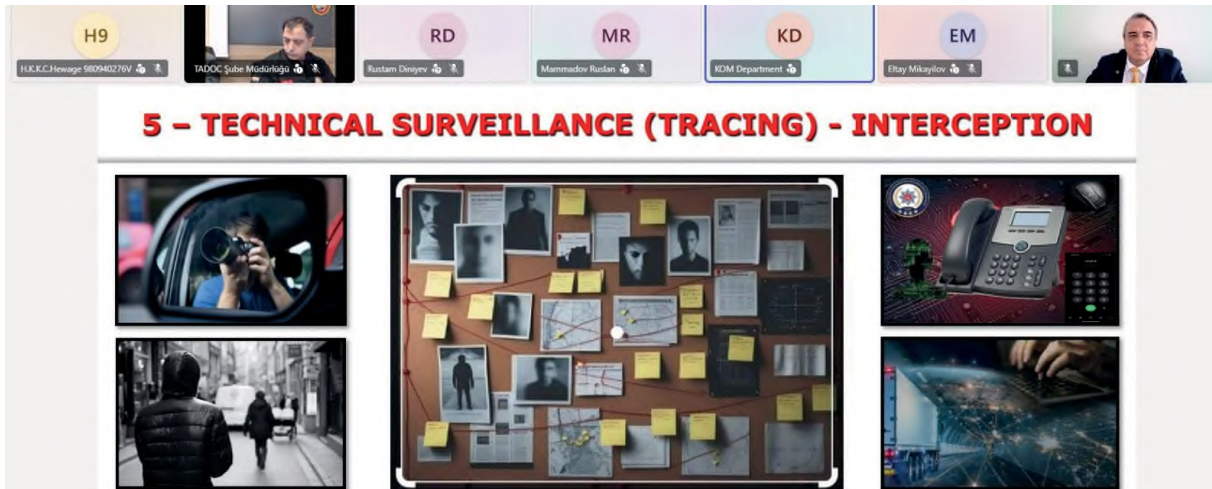 H9
RD
MR
KD
EM
H.K.K.C.Hewage 980940276V
TADOC Şube Müdürlüğü
Rustam Diniyev
Mammadov Ruslan
KOM Department
Eltay Mikayilov
5 – TECHNICAL SURVEILLANCE (TRACING) - INTERCEPTION